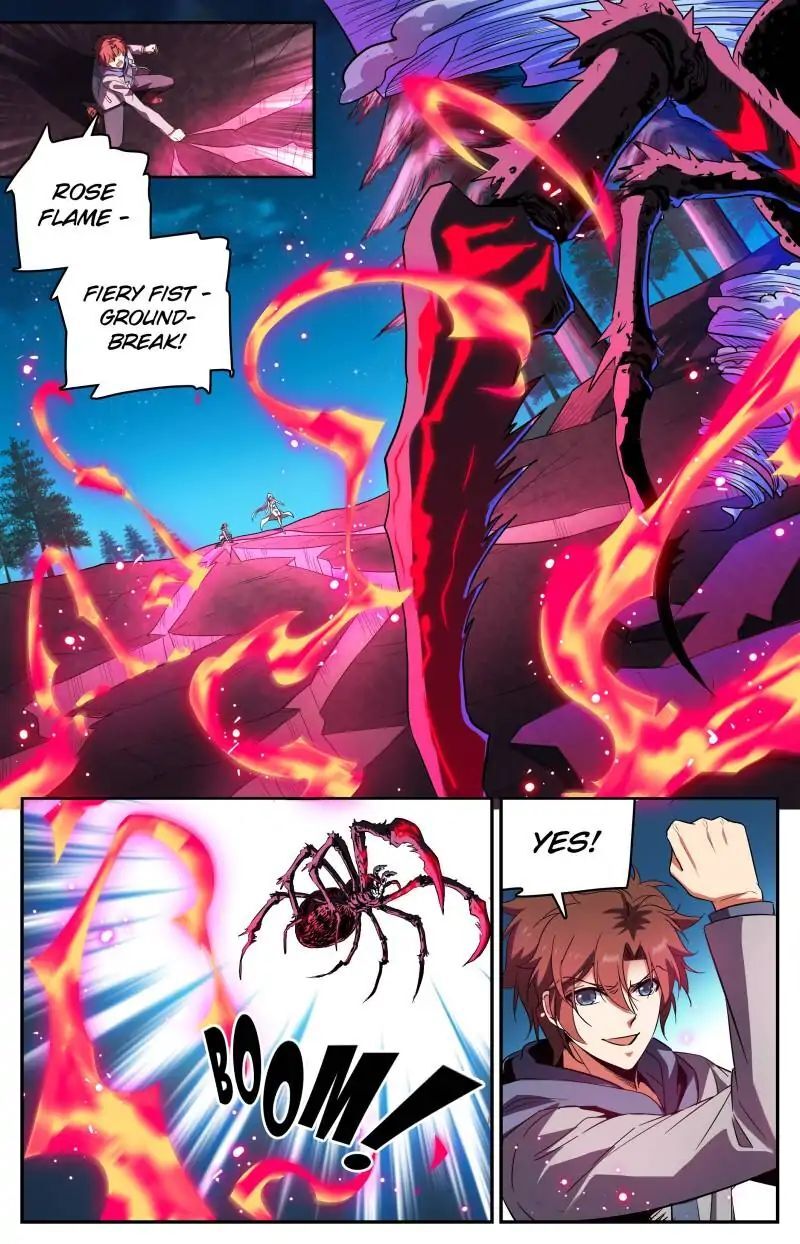 ROSE
FLAME -
FIERY FIST -
GROUND-
BREAK!
YES!
BOOM!